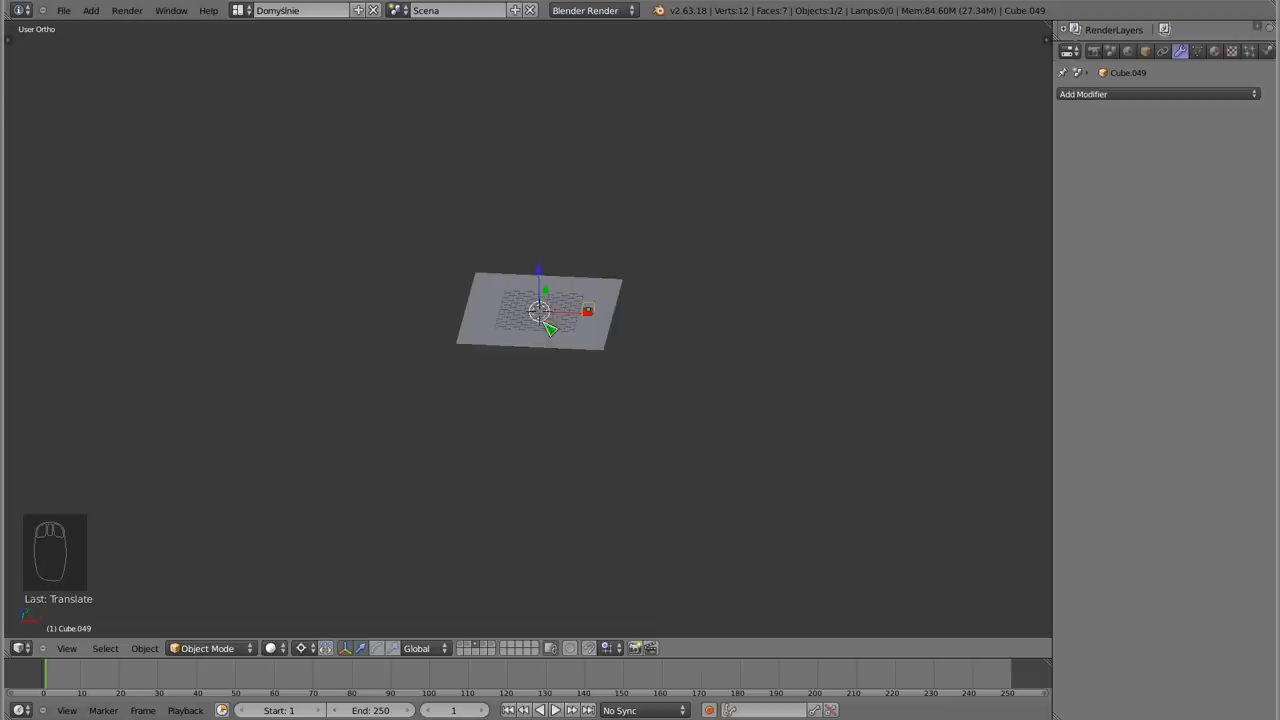 File Add Render Window Help Domyślnie Scena Blender Render v2.63.18 | Verts:12 | Faces:7 | Objects:1/2 | Lamps:0/0 | Mem:84.60M (27.34M) | Cube.049
User Ortho
RenderLayers
Cube.049
Add Modifier
Last: Translate
(1) Cube.049
View Select Object Object Mode Global
0 10 20 30 40 50 60 70 80 90 100 110 120 130 140 150 160 170 180 190 200 210 220 230 240 250
View Marker Frame Playback Start: 1 End: 250 1 No Sync